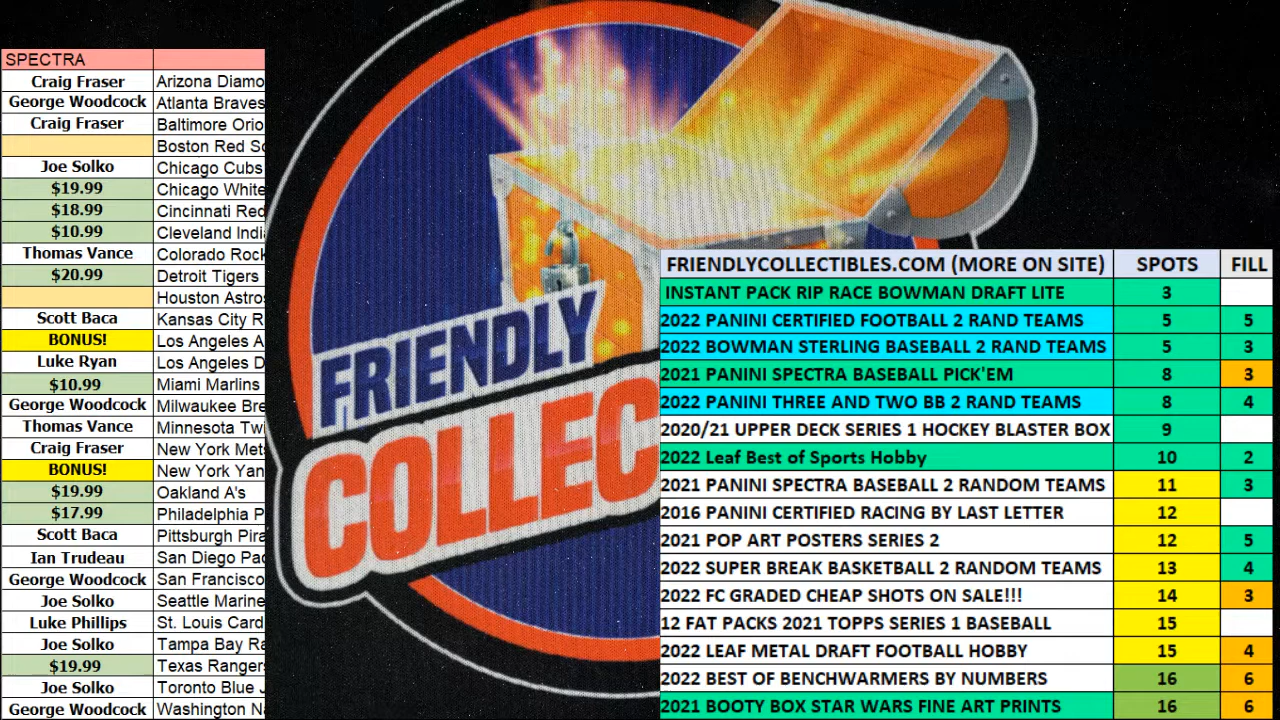 SPECTRA
Craig Fraser Arizona Diamo
George Woodcock Atlanta Braves
Craig Fraser Baltimore Orio
Boston Red So
Joe Solko Chicago Cubs
$19.99 Chicago White
$18.99 Cincinnati Red
$10.99 Cleveland Indi
Thomas Vance Colorado Rock
$20.99 Detroit Tigers
Houston Astros
Scott Baca Kansas City R
BONUS! Los Angeles A
Luke Ryan Los Angeles D
$10.99 Miami Marlins
George Woodcock Milwaukee Bre
Thomas Vance Minnesota Twi
Craig Fraser New York Mets
BONUS! New York Yan
$19.99 Oakland A's
$17.99 Philadelphia P
Scott Baca Pittsburgh Pira
Ian Trudeau San Diego Pad
George Woodcock San Francisco
Joe Solko Seattle Marine
Luke Phillips St. Louis Card
Joe Solko Tampa Bay Ra
$19.99 Texas Rangers
Joe Solko Toronto Blue J
George Woodcock Washington Na
FRIENDLY
COLLEC
FRIENDLYCOLLECTIBLES.COM (MORE ON SITE) SPOTS FILL
INSTANT PACK RIP RACE BOWMAN DRAFT LITE 3
2022 PANINI CERTIFIED FOOTBALL 2 RAND TEAMS 5 5
2022 BOWMAN STERLING BASEBALL 2 RAND TEAMS 5 3
2021 PANINI SPECTRA BASEBALL PICK'EM 8 3
2022 PANINI THREE AND TWO BB 2 RAND TEAMS 8 4
2020/21 UPPER DECK SERIES 1 HOCKEY BLASTER BOX 9
2022 Leaf Best of Sports Hobby 10 2
2021 PANINI SPECTRA BASEBALL 2 RANDOM TEAMS 11 3
2016 PANINI CERTIFIED RACING BY LAST LETTER 12
2021 POP ART POSTERS SERIES 2 12 5
2022 SUPER BREAK BASKETBALL 2 RANDOM TEAMS 13 4
2022 FC GRADED CHEAP SHOTS ON SALE!!! 14 3
12 FAT PACKS 2021 TOPPS SERIES 1 BASEBALL 15
2022 LEAF METAL DRAFT FOOTBALL HOBBY 15 4
2022 BEST OF BENCHWARMERS BY NUMBERS 16 6
2021 BOOTY BOX STAR WARS FINE ART PRINTS 16 6